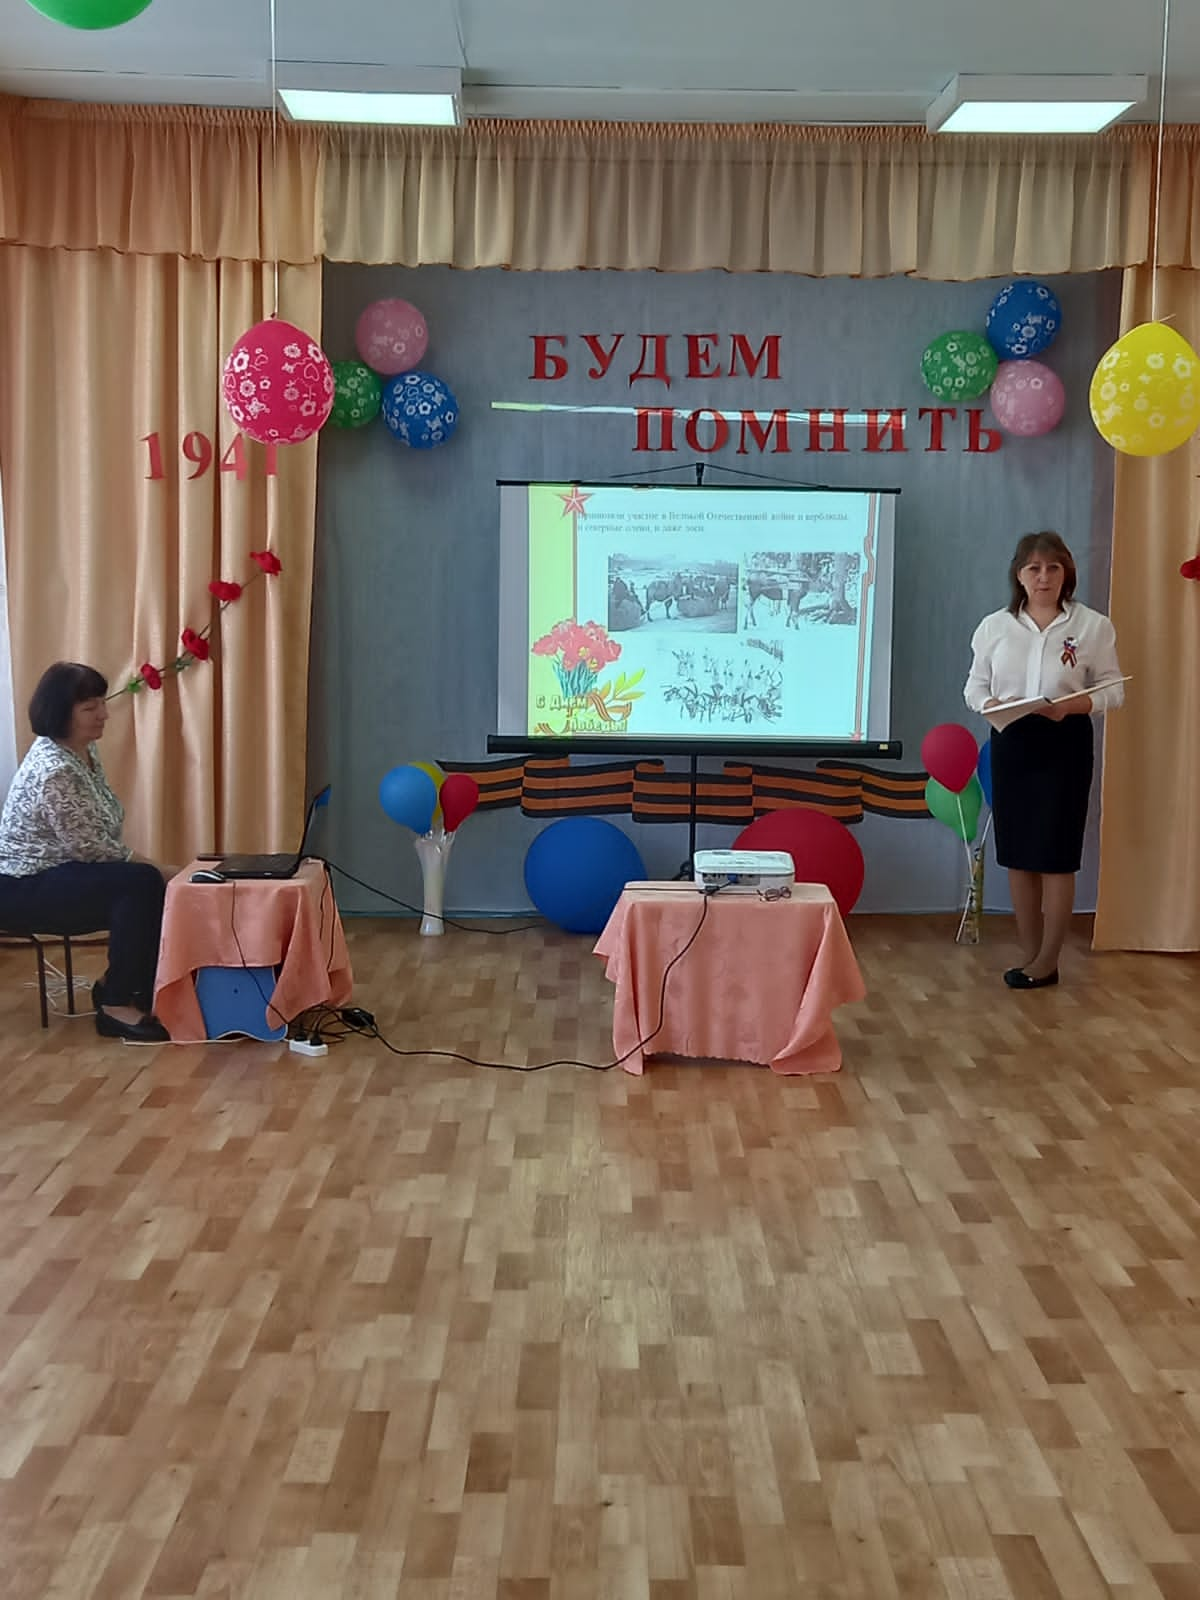 БУДЕМ
ПОМНИТЬ
1941
Принимали участие в Великой Отечественной войне и верблюды,
и северные олени, и даже лоси.
С Днём
Победы!